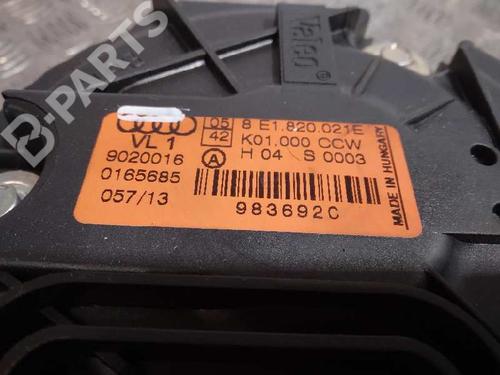 B-PARTS
Valeo
05 8 E1.820.021E
42 K01.000 CCW
VL 1
A H 04 S 0003
9020016
0165685
057/13
983692C
MADE IN HUNGARY